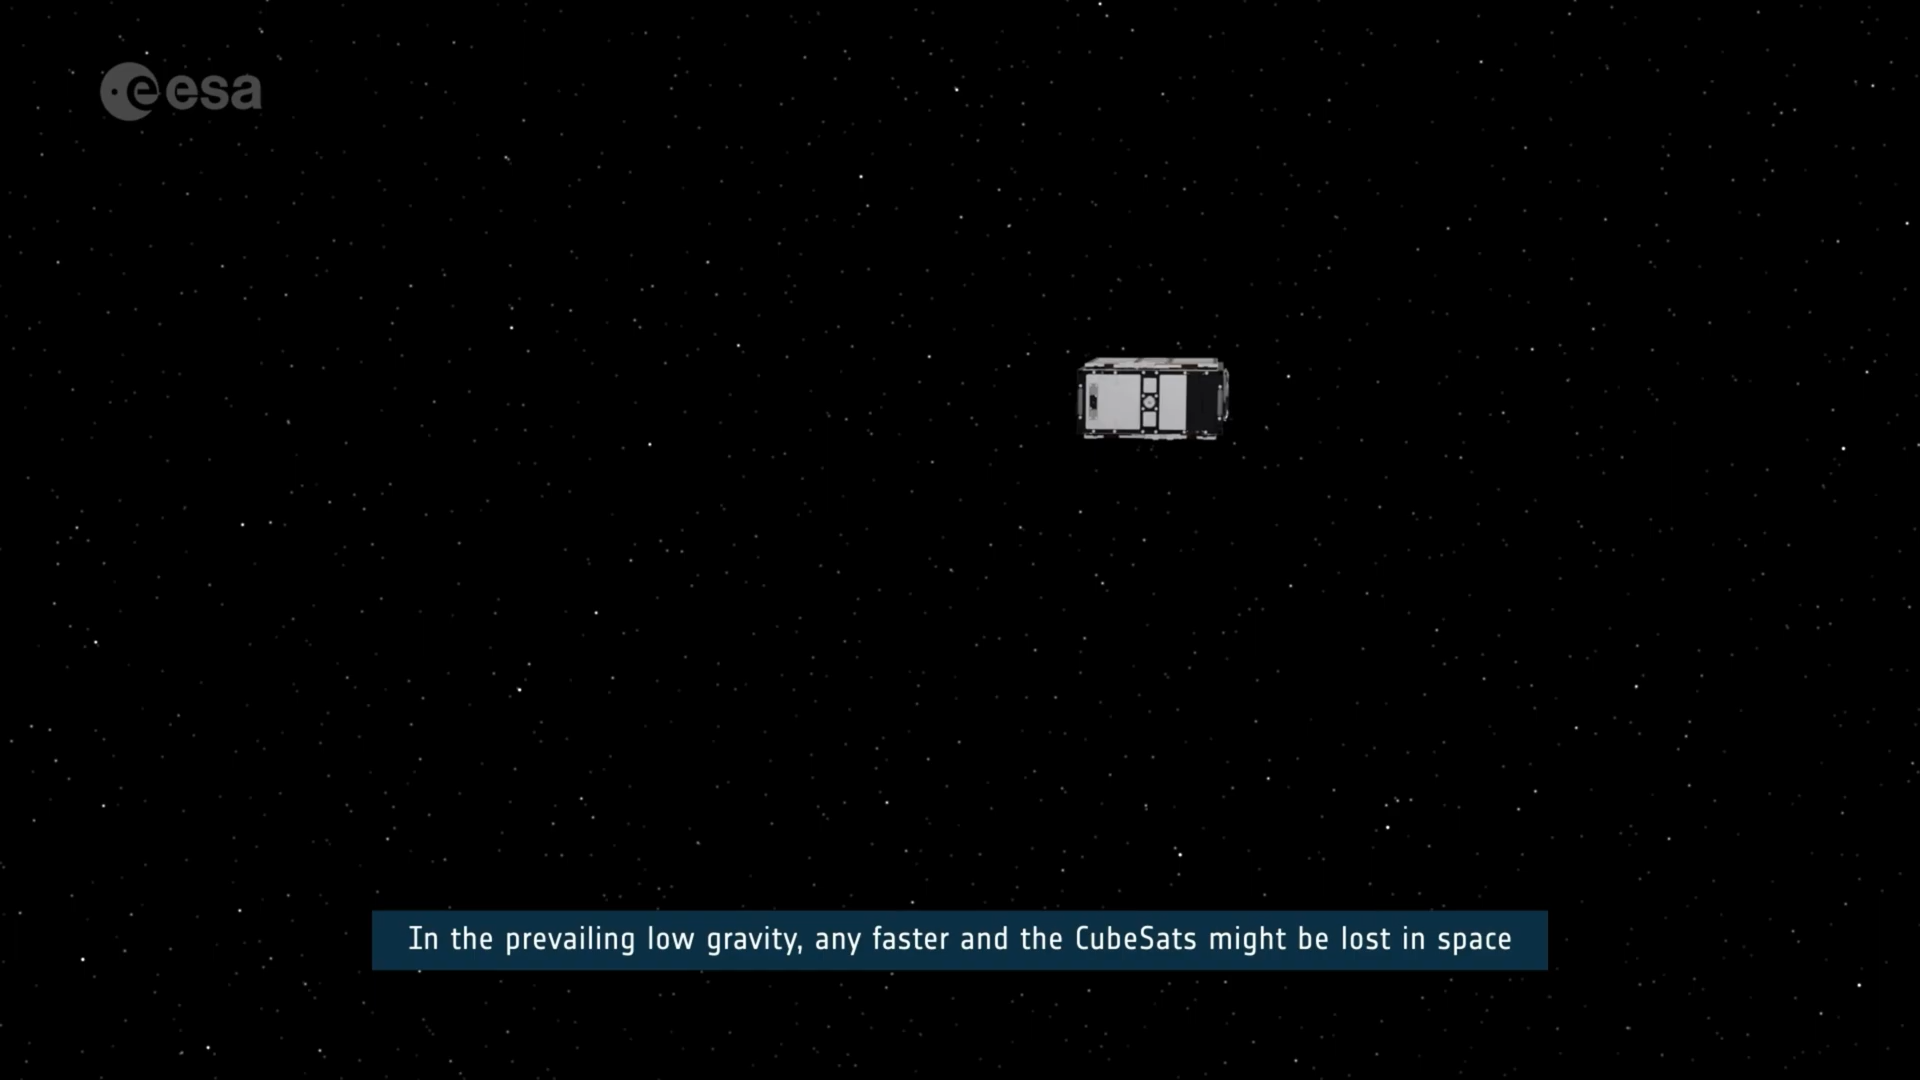 esa
In the prevailing low gravity, any faster and the CubeSats might be lost in space